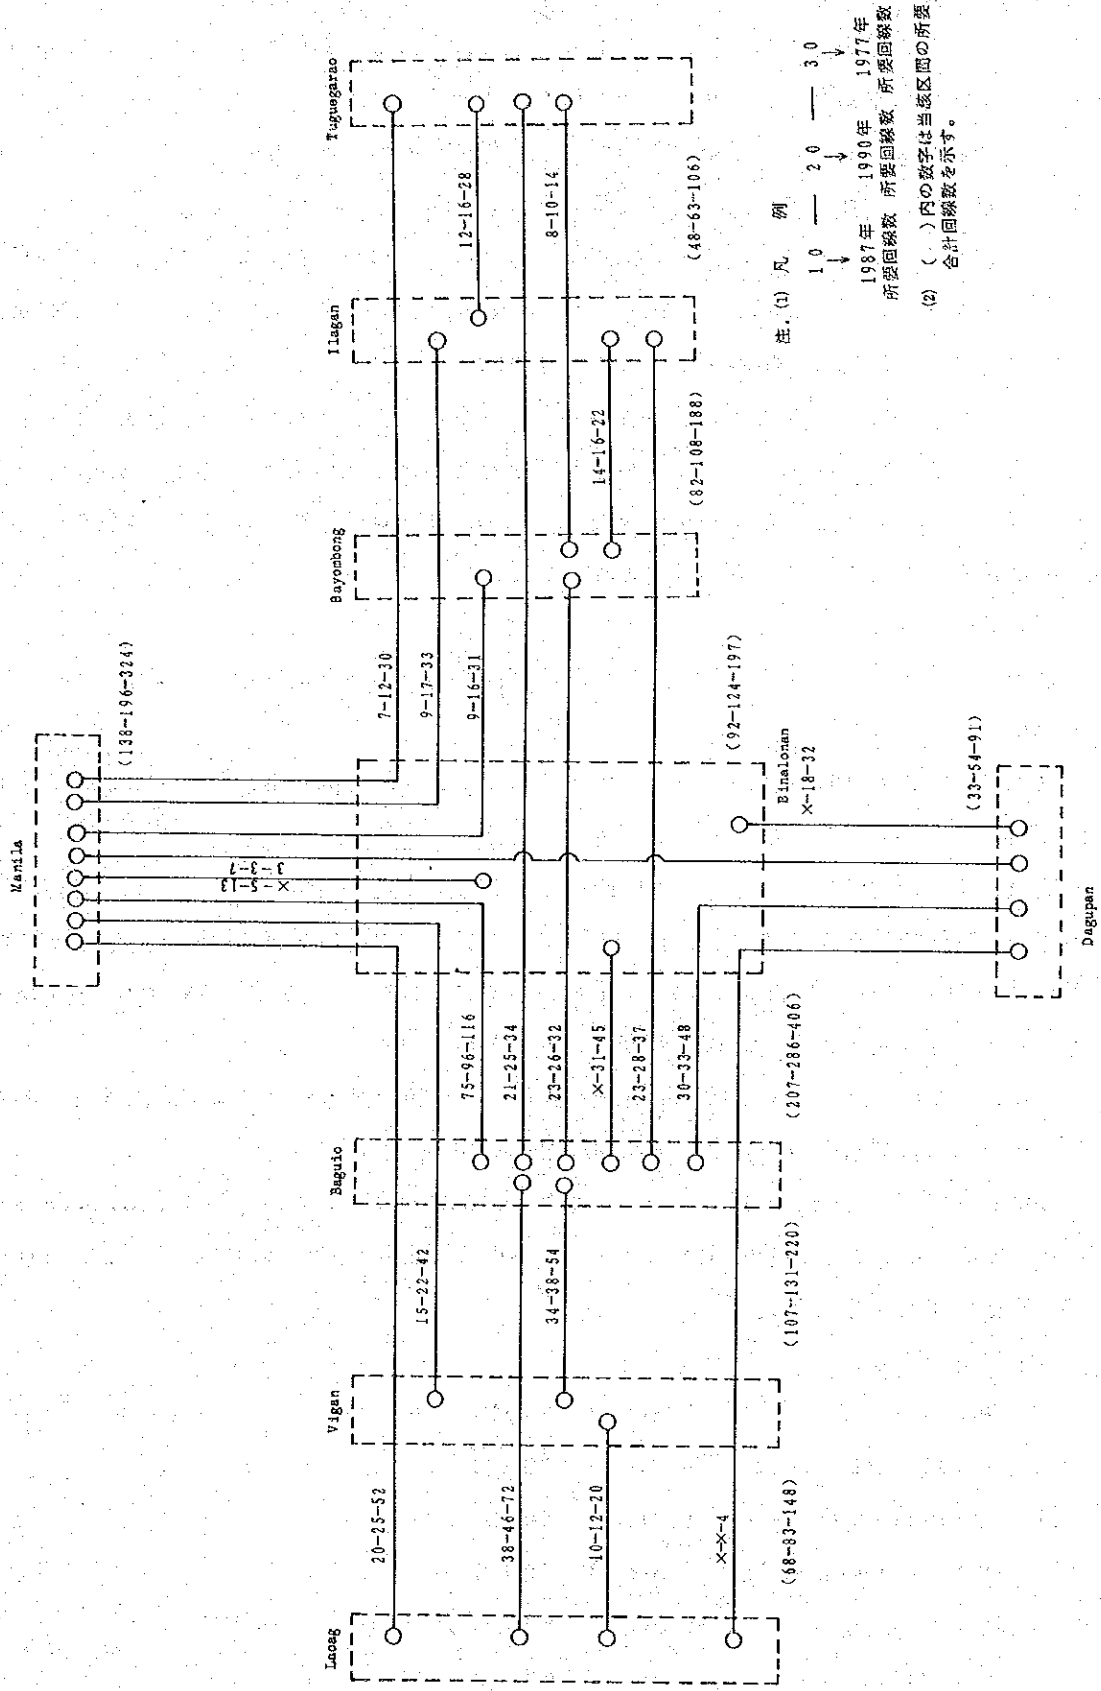 Manila
(138-196-324)
3-3-7
X-5-13
Laoag
Vigan
Baguio
Bayombong
Ilagan
Tuguegarao
20-25-52
15-22-42
75-96-116
7-12-30
9-17-33
9-16-31
12-16-28
38-46-72
21-25-34
34-38-54
23-26-32
8-10-14
10-12-20
X-31-45
14-16-22
23-28-37
30-33-48
X-X-4
(68-83-148)
(107-131-220)
(207-286-406)
(92-124-197)
(82-108-188)
(48-63-106)
Binalonan
X-18-32
(33-54-91)
Dagupan
注.(1) 凡 例
10 — 20 — 30
1987年 1990年 1977年
所要回線数 所要回線数 所要回線数
(2) ( )内の数字は当該区間の所要
合計回線数を示す。